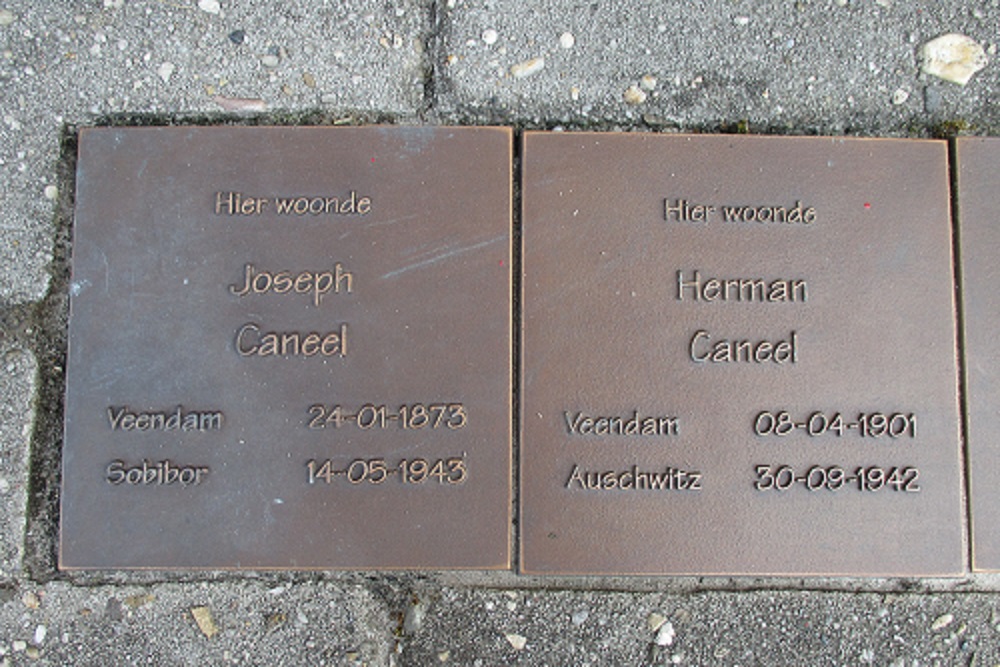 Hier woonde
Joseph
Caneel
Veendam 24-01-1873
Sobibor 14-05-1943
Hier woonde
Herman
Caneel
Veendam 08-04-1901
Auschwitz 30-09-1942